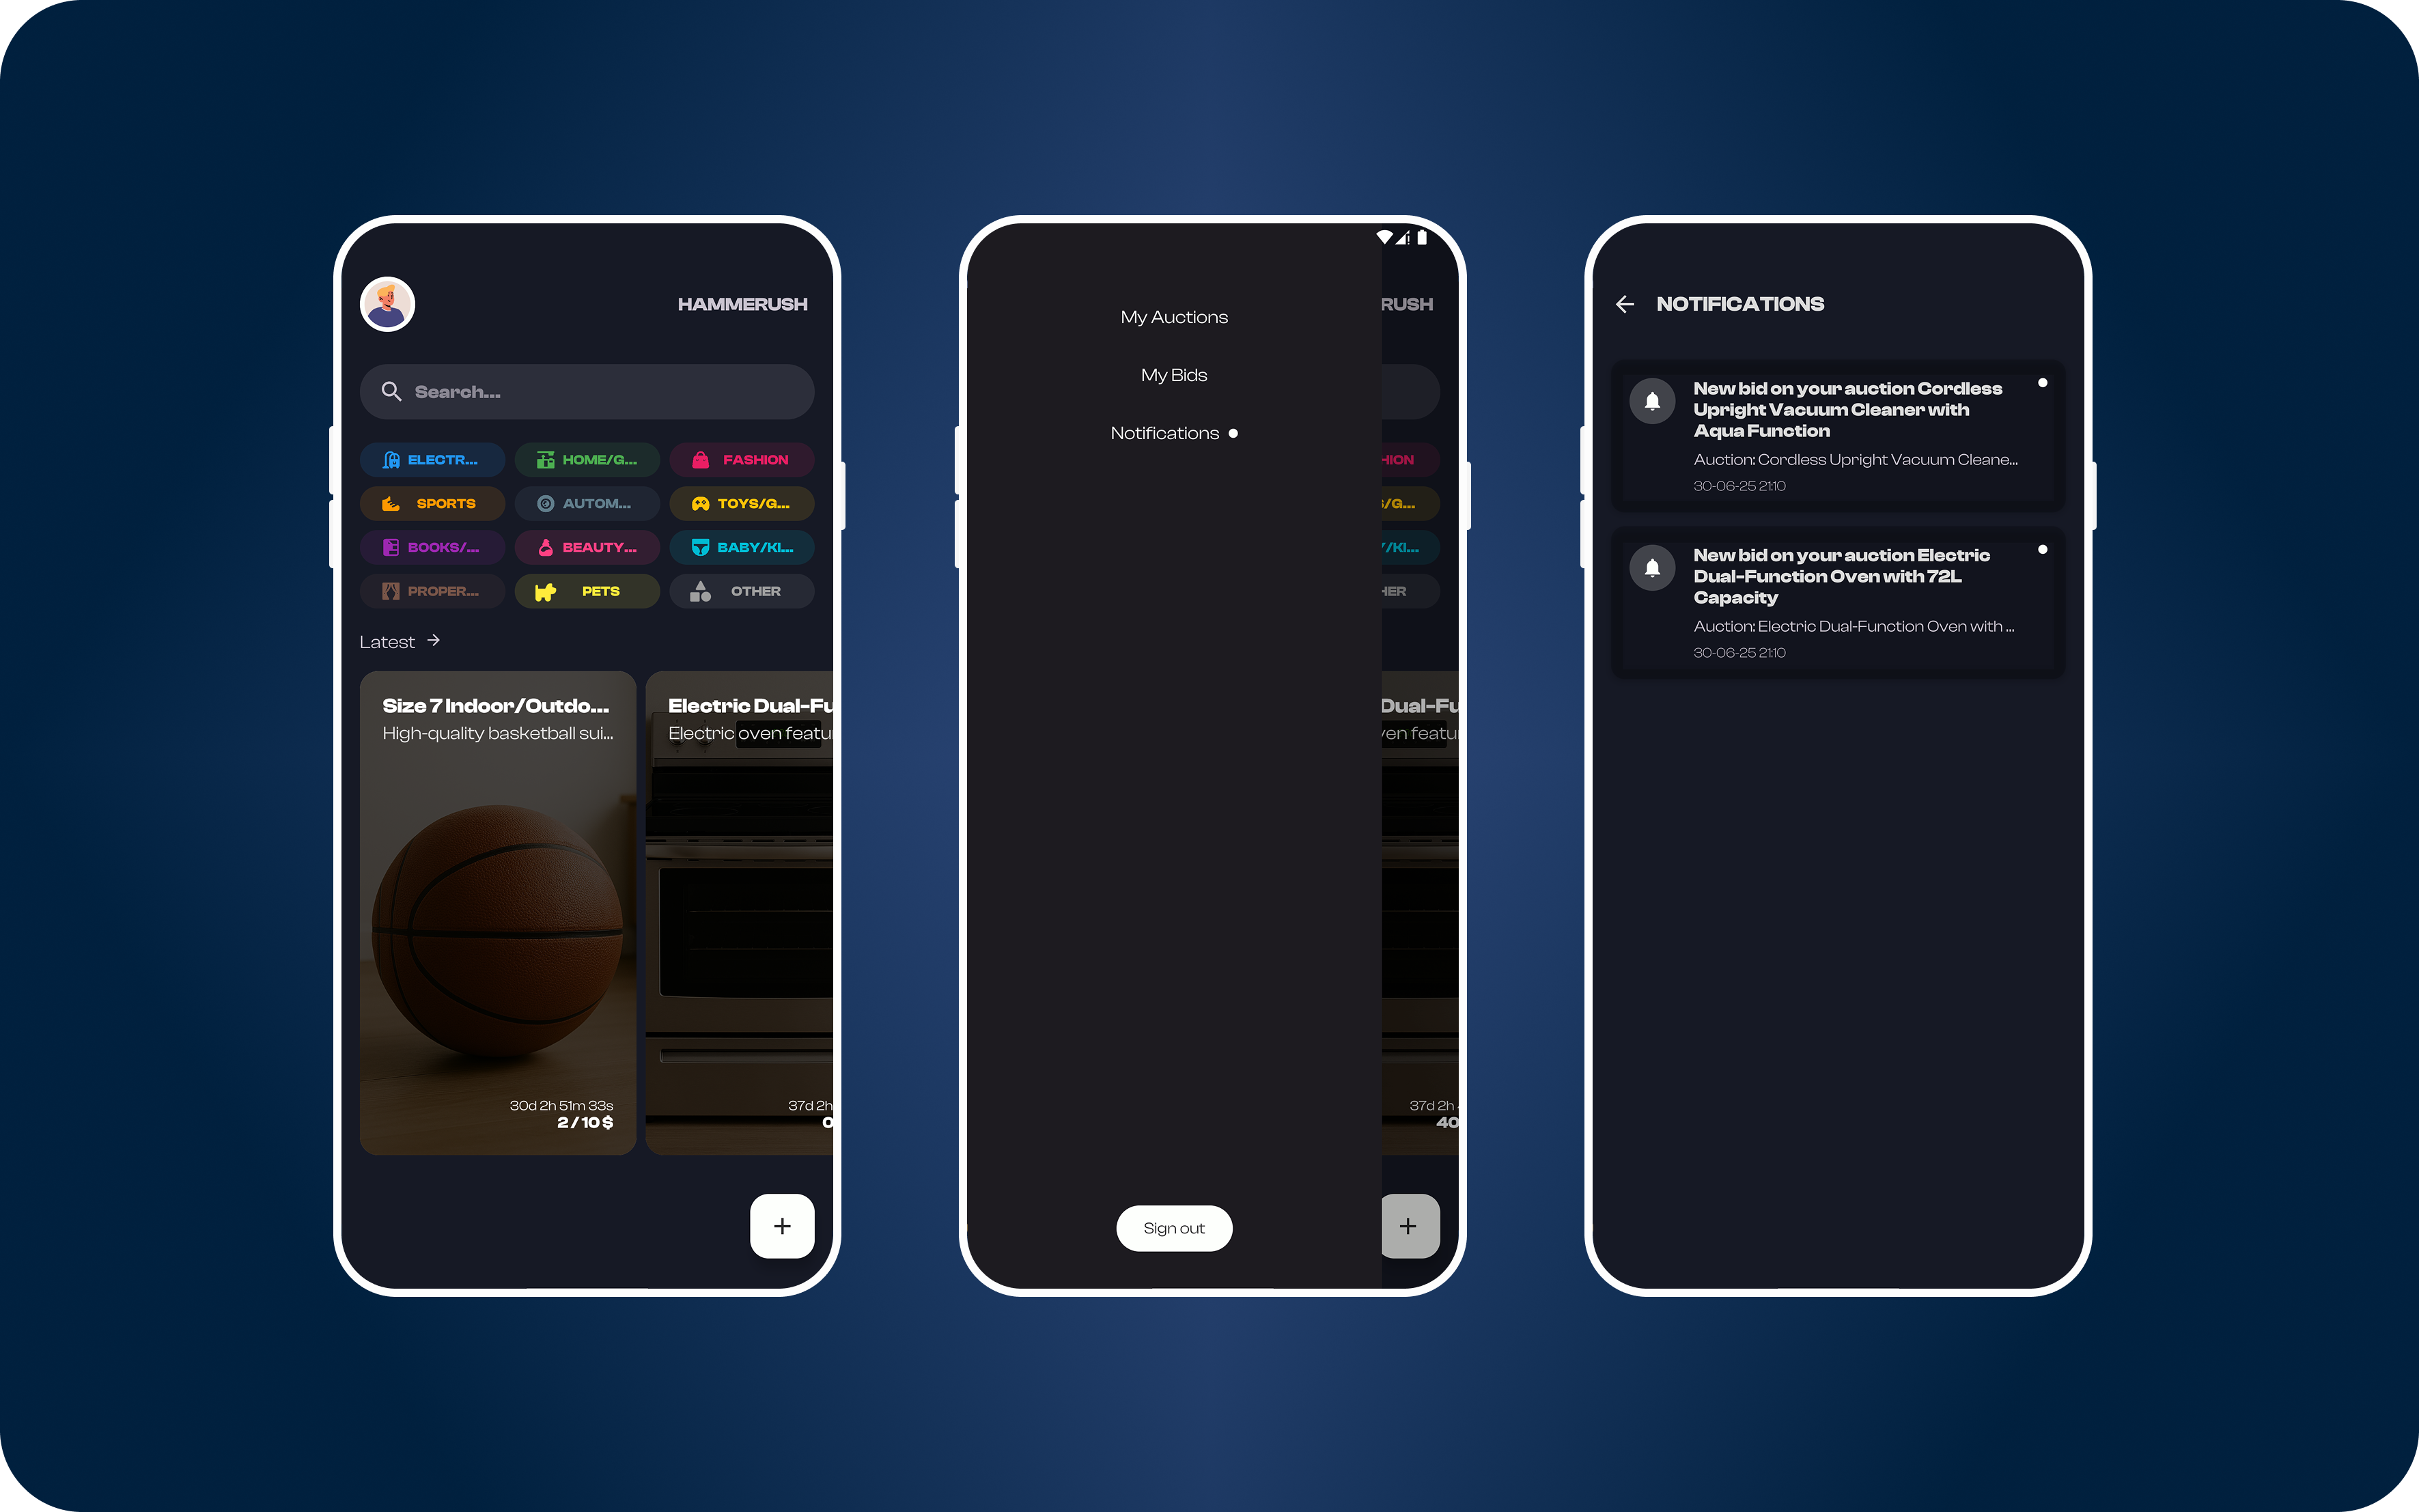 HAMMERUSH
Search...
ELECTR...
HOME/G...
FASHION
SPORTS
AUTOM...
TOYS/G...
BOOKS/...
BEAUTY...
BABY/KI...
PROPER...
PETS
OTHER
Latest
Size 7 Indoor/Outdo...
High-quality basketball sui...
30d 2h 51m 33s
2 / 10 $
Electric Dual-Fu
Electric oven featur
37d 2h
0
My Auctions
My Bids
Notifications
Sign out
RUSH
HION
S/G...
Y/KI...
HER
Dual-Fu
ven featu
37d 2h
40
NOTIFICATIONS
New bid on your auction Cordless
Upright Vacuum Cleaner with
Aqua Function
Auction: Cordless Upright Vacuum Cleane...
30-06-25 21:10
New bid on your auction Electric
Dual-Function Oven with 72L
Capacity
Auction: Electric Dual-Function Oven with ...
30-06-25 21:10